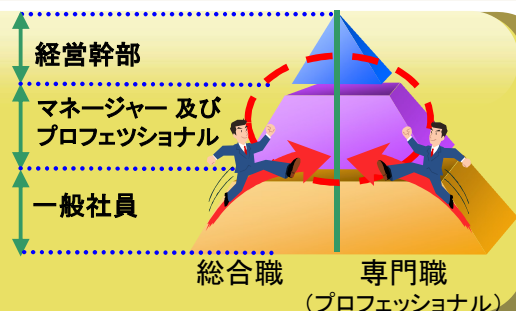 経営幹部
マネージャー 及び
プロフェツショナル
一般社員
総合職
専門職
(プロフェッショナル)